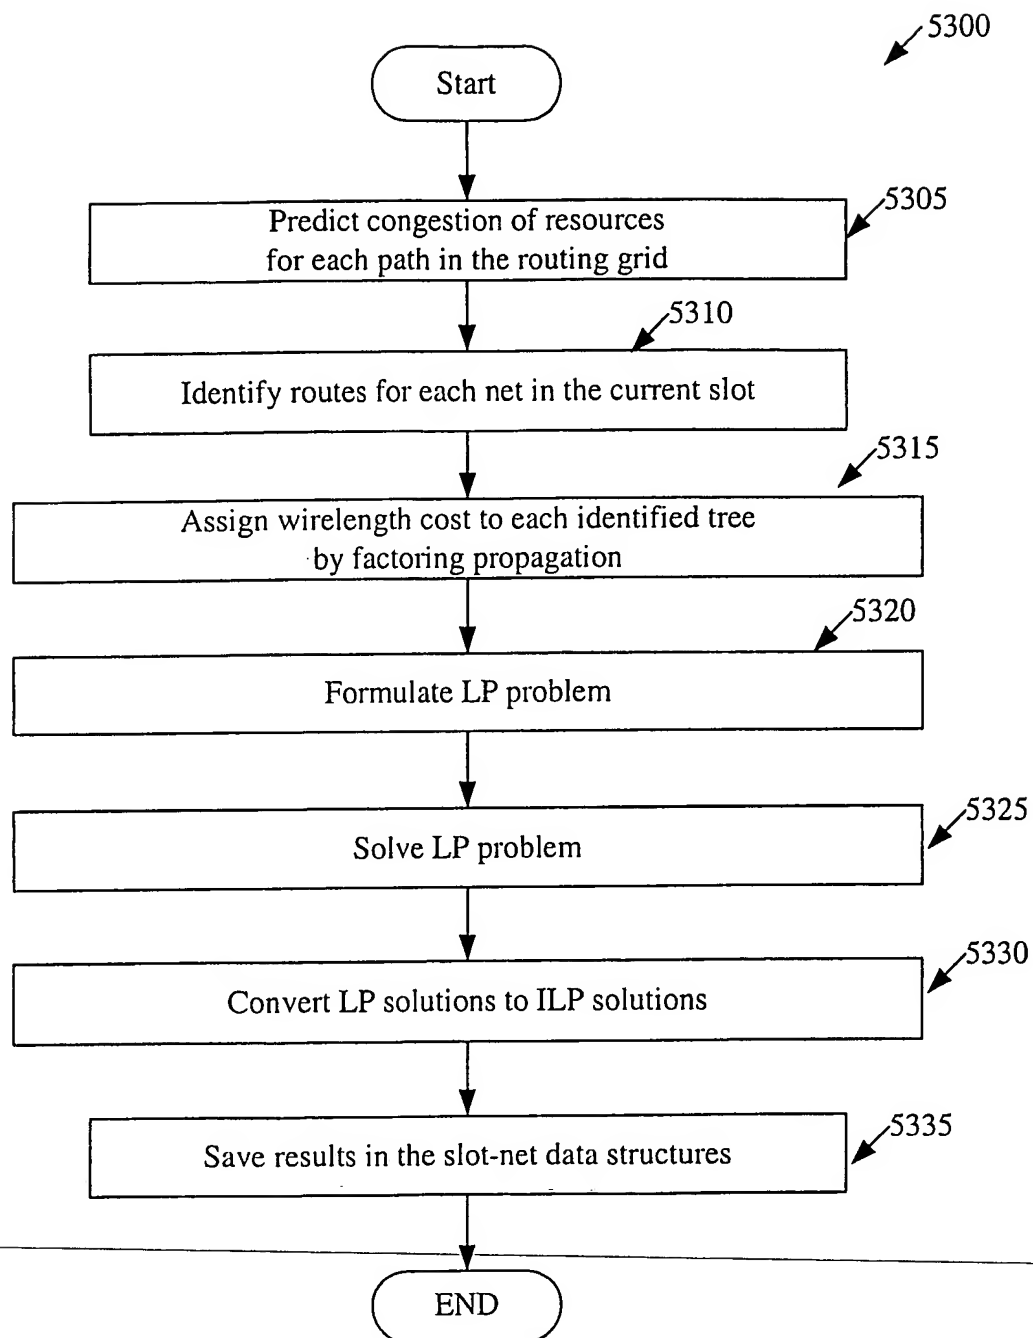 5300
Start
5305
Predict congestion of resources
for each path in the routing grid
5310
Identify routes for each net in the current slot
5315
Assign wirelength cost to each identified tree
by factoring propagation
5320
Formulate LP problem
5325
Solve LP problem
5330
Convert LP solutions to ILP solutions
5335
Save results in the slot-net data structures
END